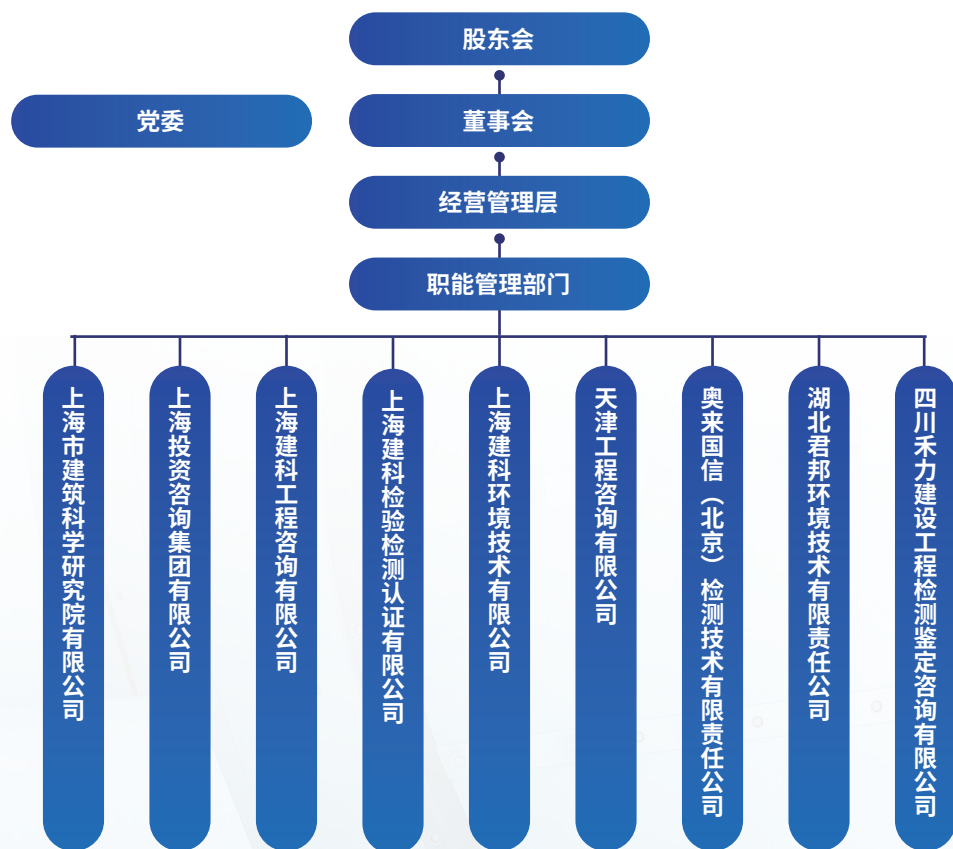 股东会
党委
董事会
经营管理层
职能管理部门
上海市建筑科学研究院有限公司
上海投资咨询集团有限公司
上海建科工程咨询有限公司
上海建科检验检测认证有限公司
上海建科环境技术有限公司
天津工程咨询有限公司
奥来国信（北京）检测技术有限责任公司
湖北君邦环境技术有限责任公司
四川禾力建设工程检测鉴定咨询有限公司